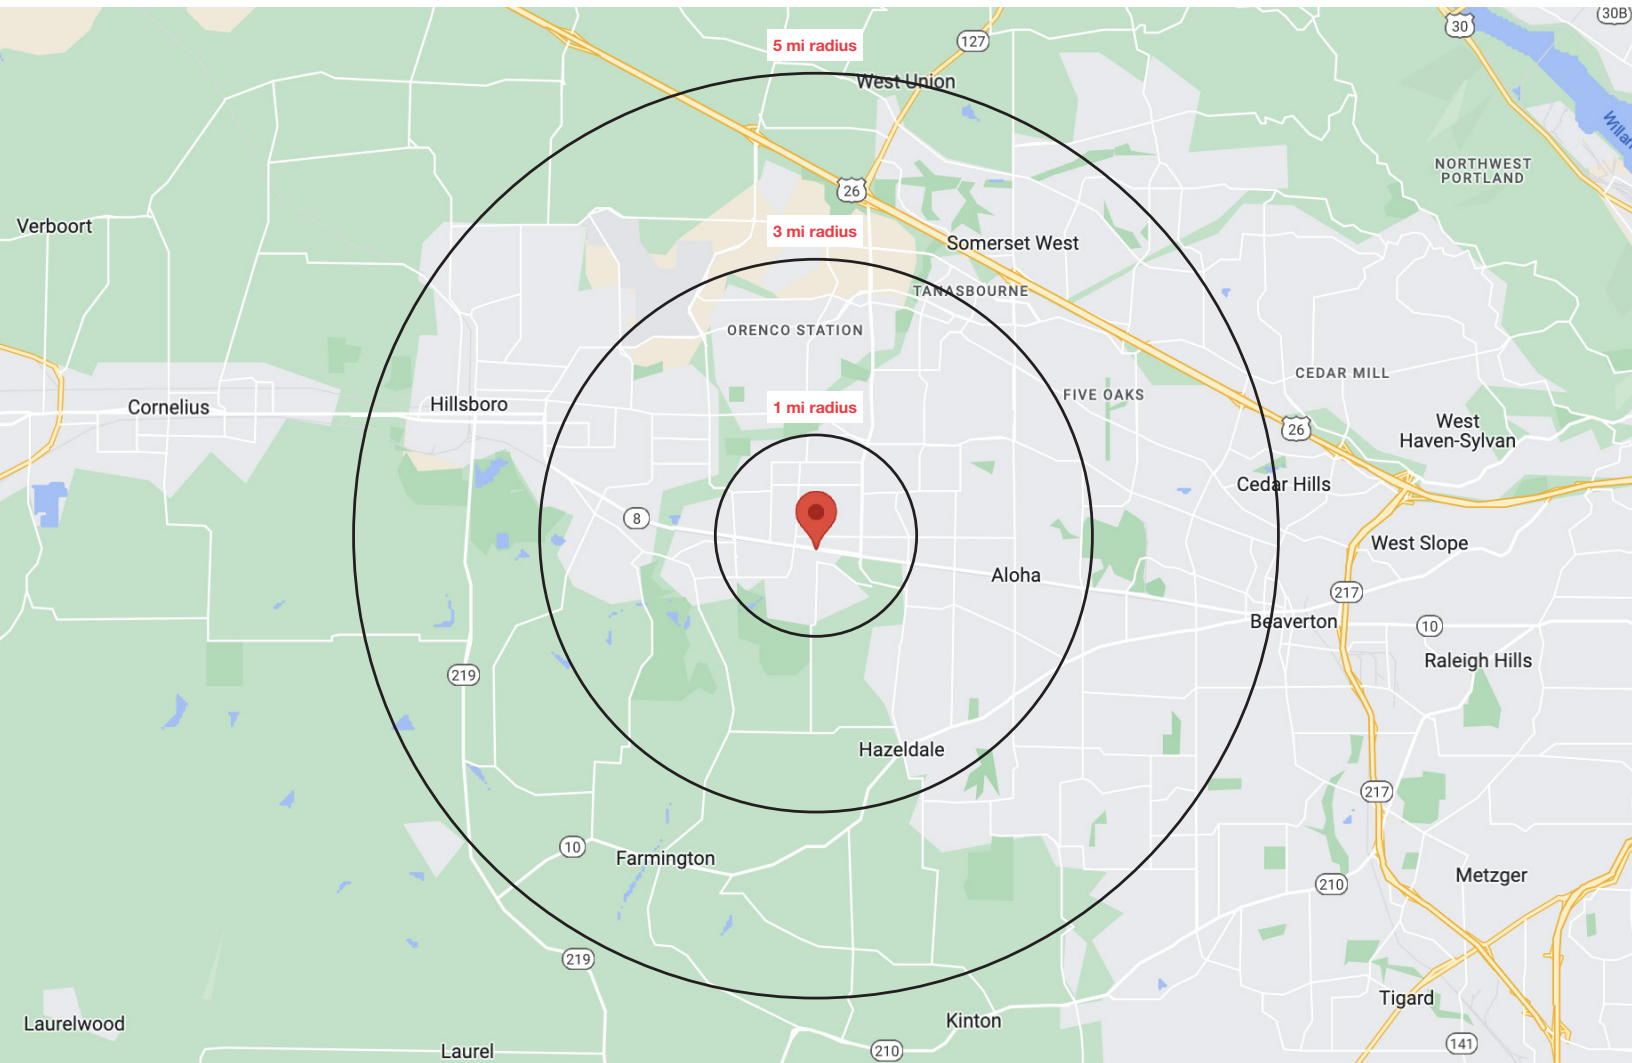 30B
30
5 mi radius
127
West Union
NORTHWEST
PORTLAND
26
Verboort
3 mi radius
Somerset West
TANASBOURNE
ORENCO STATION
CEDAR MILL
FIVE OAKS
1 mi radius
Cornelius
Hillsboro
26
West
Haven-Sylvan
Cedar Hills
8
West Slope
Aloha
217
Beaverton
10
Raleigh Hills
219
Hazeldale
217
10
Farmington
210
Metzger
219
Tigard
Laurelwood
Kinton
Laurel
210
141